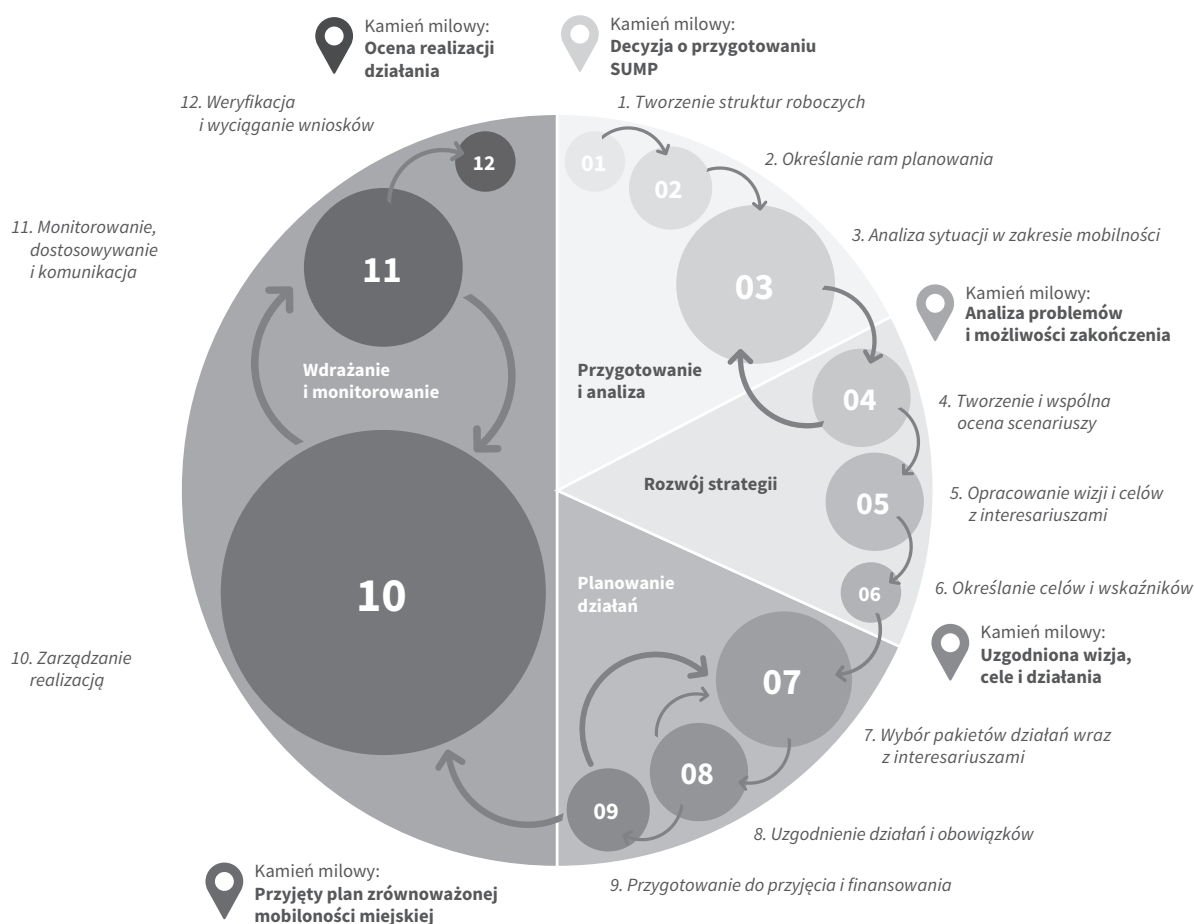 Kamień milowy:
Ocena realizacji
działania
Kamień milowy:
Decyzja o przygotowaniu
SUMP
12. Weryfikacja
i wyciąganie wniosków
1. Tworzenie struktur roboczych
2. Określanie ram planowania
3. Analiza sytuacji w zakresie mobilności
11. Monitorowanie,
dostosowywanie
i komunikacja
12
01
02
11
03
Kamień milowy:
Analiza problemów
i możliwości zakończenia
Wdrażanie
i monitorowanie
Przygotowanie
i analiza
04
4. Tworzenie i wspólna
ocena scenariuszy
Rozwój strategii
05
5. Opracowanie wizji i celów
z interesariuszami
10
Planowanie
działań
06
6. Określanie celów i wskaźników
Kamień milowy:
Uzgodniona wizja,
cele i działania
10. Zarządzanie
realizacją
07
7. Wybór pakietów działań wraz
z interesariuszami
08
09
8. Uzgodnienie działań i obowiązków
9. Przygotowanie do przyjęcia i finansowania
Kamień milowy:
Przyjęty plan zrównoważonej
mobiloności miejskiej